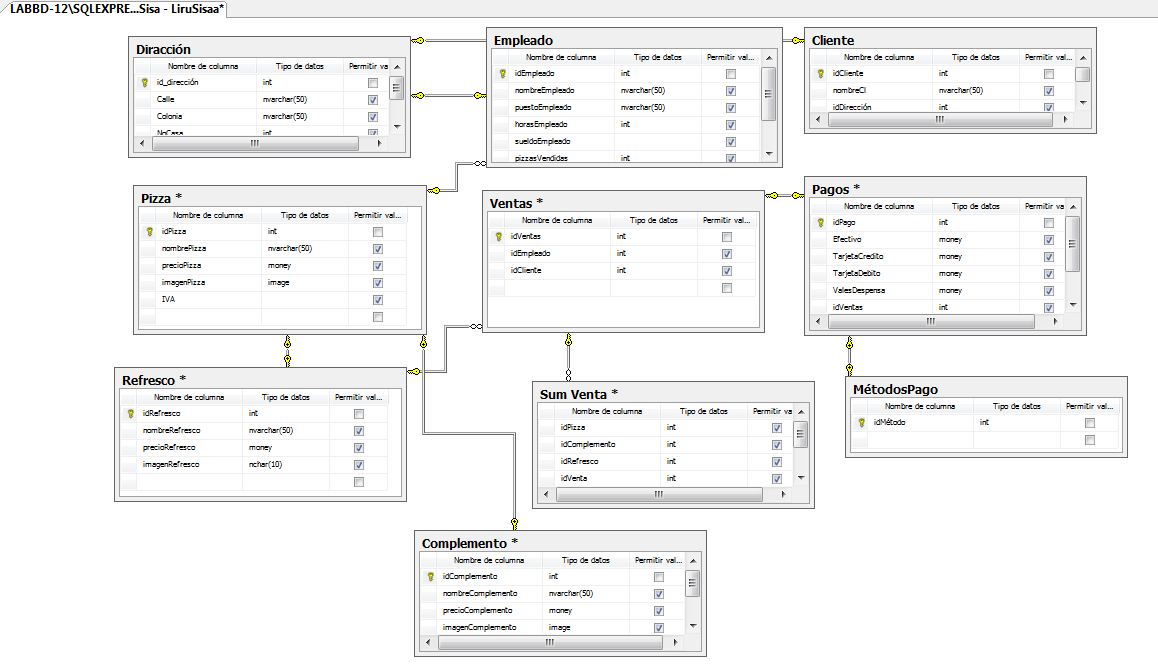 LABBD-12\SQLEXPRE...Sisa - LiruSisaa*
Diracción
Nombre de columna Tipo de datos Permitir va
id_dirección int
Calle nvarchar(50)
Colonia nvarchar(50)
NoCasa int
Empleado
Nombre de columna Tipo de datos Permitir val...
idEmpleado int
nombreEmpleado nvarchar(50)
puestoEmpleado nvarchar(50)
horasEmpleado int
sueldoEmpleado
pizzasVendidas int
Cliente
Nombre de columna Tipo de datos Permitir val...
idCliente int
nombreCl nvarchar(50)
idDirección int
Pizza *
Nombre de columna Tipo de datos Permitir val...
idPizza int
nombrePizza nvarchar(50)
precioPizza money
imagenPizza image
IVA
Ventas *
Nombre de columna Tipo de datos Permitir val...
idVentas int
idEmpleado int
idCliente int
Pagos *
Nombre de columna Tipo de datos Permitir va
idPago int
Efectivo money
TarjetaCredito money
TarjetaDebito money
ValesDespensa money
idVentas int
Refresco *
Nombre de columna Tipo de datos Permitir val...
idRefresco int
nombreRefresco nvarchar(50)
precioRefresco money
imagenRefresco nchar(10)
Sum Venta *
Nombre de columna Tipo de datos Permitir va
idPizza int
idComplemento int
idRefresco int
idVenta int
MétodosPago
Nombre de columna Tipo de datos Permitir val...
idMétodo int
Complemento *
Nombre de columna Tipo de datos Permitir val...
idComplemento int
nombreComplemento nvarchar(50)
precioComplemento money
imagenComplemento image